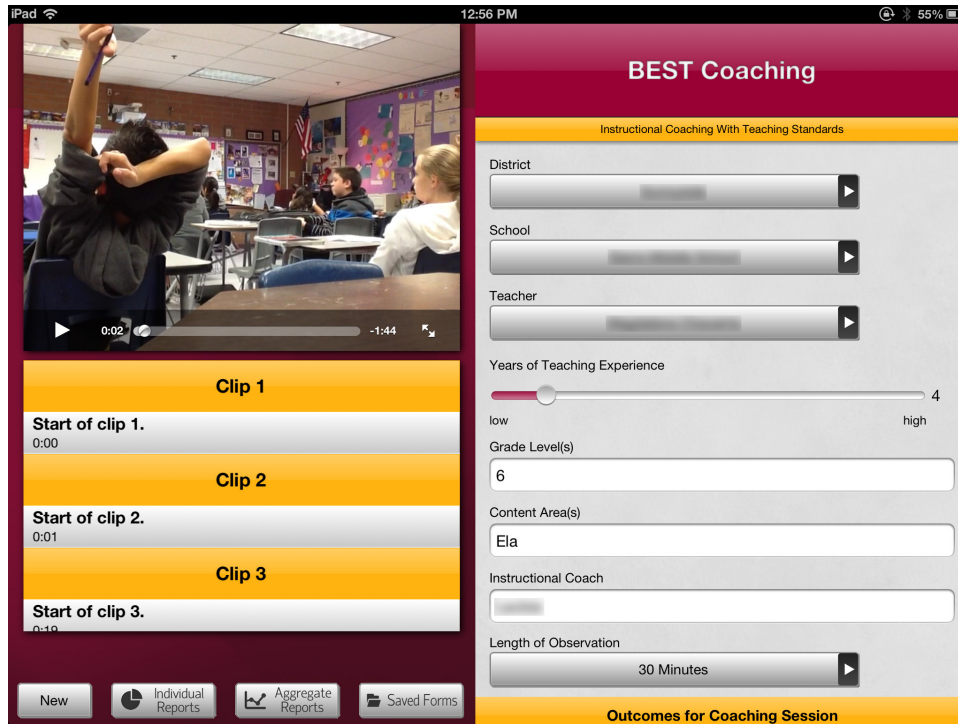 iPad
12:56 PM
55%
0:02
-1:44
Clip 1
Start of clip 1.
0:00
Clip 2
Start of clip 2.
0:01
Clip 3
Start of clip 3.
0:19
New
Individual
Reports
Aggregate
Reports
Saved Forms
BEST Coaching
Instructional Coaching With Teaching Standards
District
School
Teacher
Years of Teaching Experience
4
low
high
Grade Level(s)
6
Content Area(s)
Ela
Instructional Coach
Length of Observation
30 Minutes
Outcomes for Coaching Session